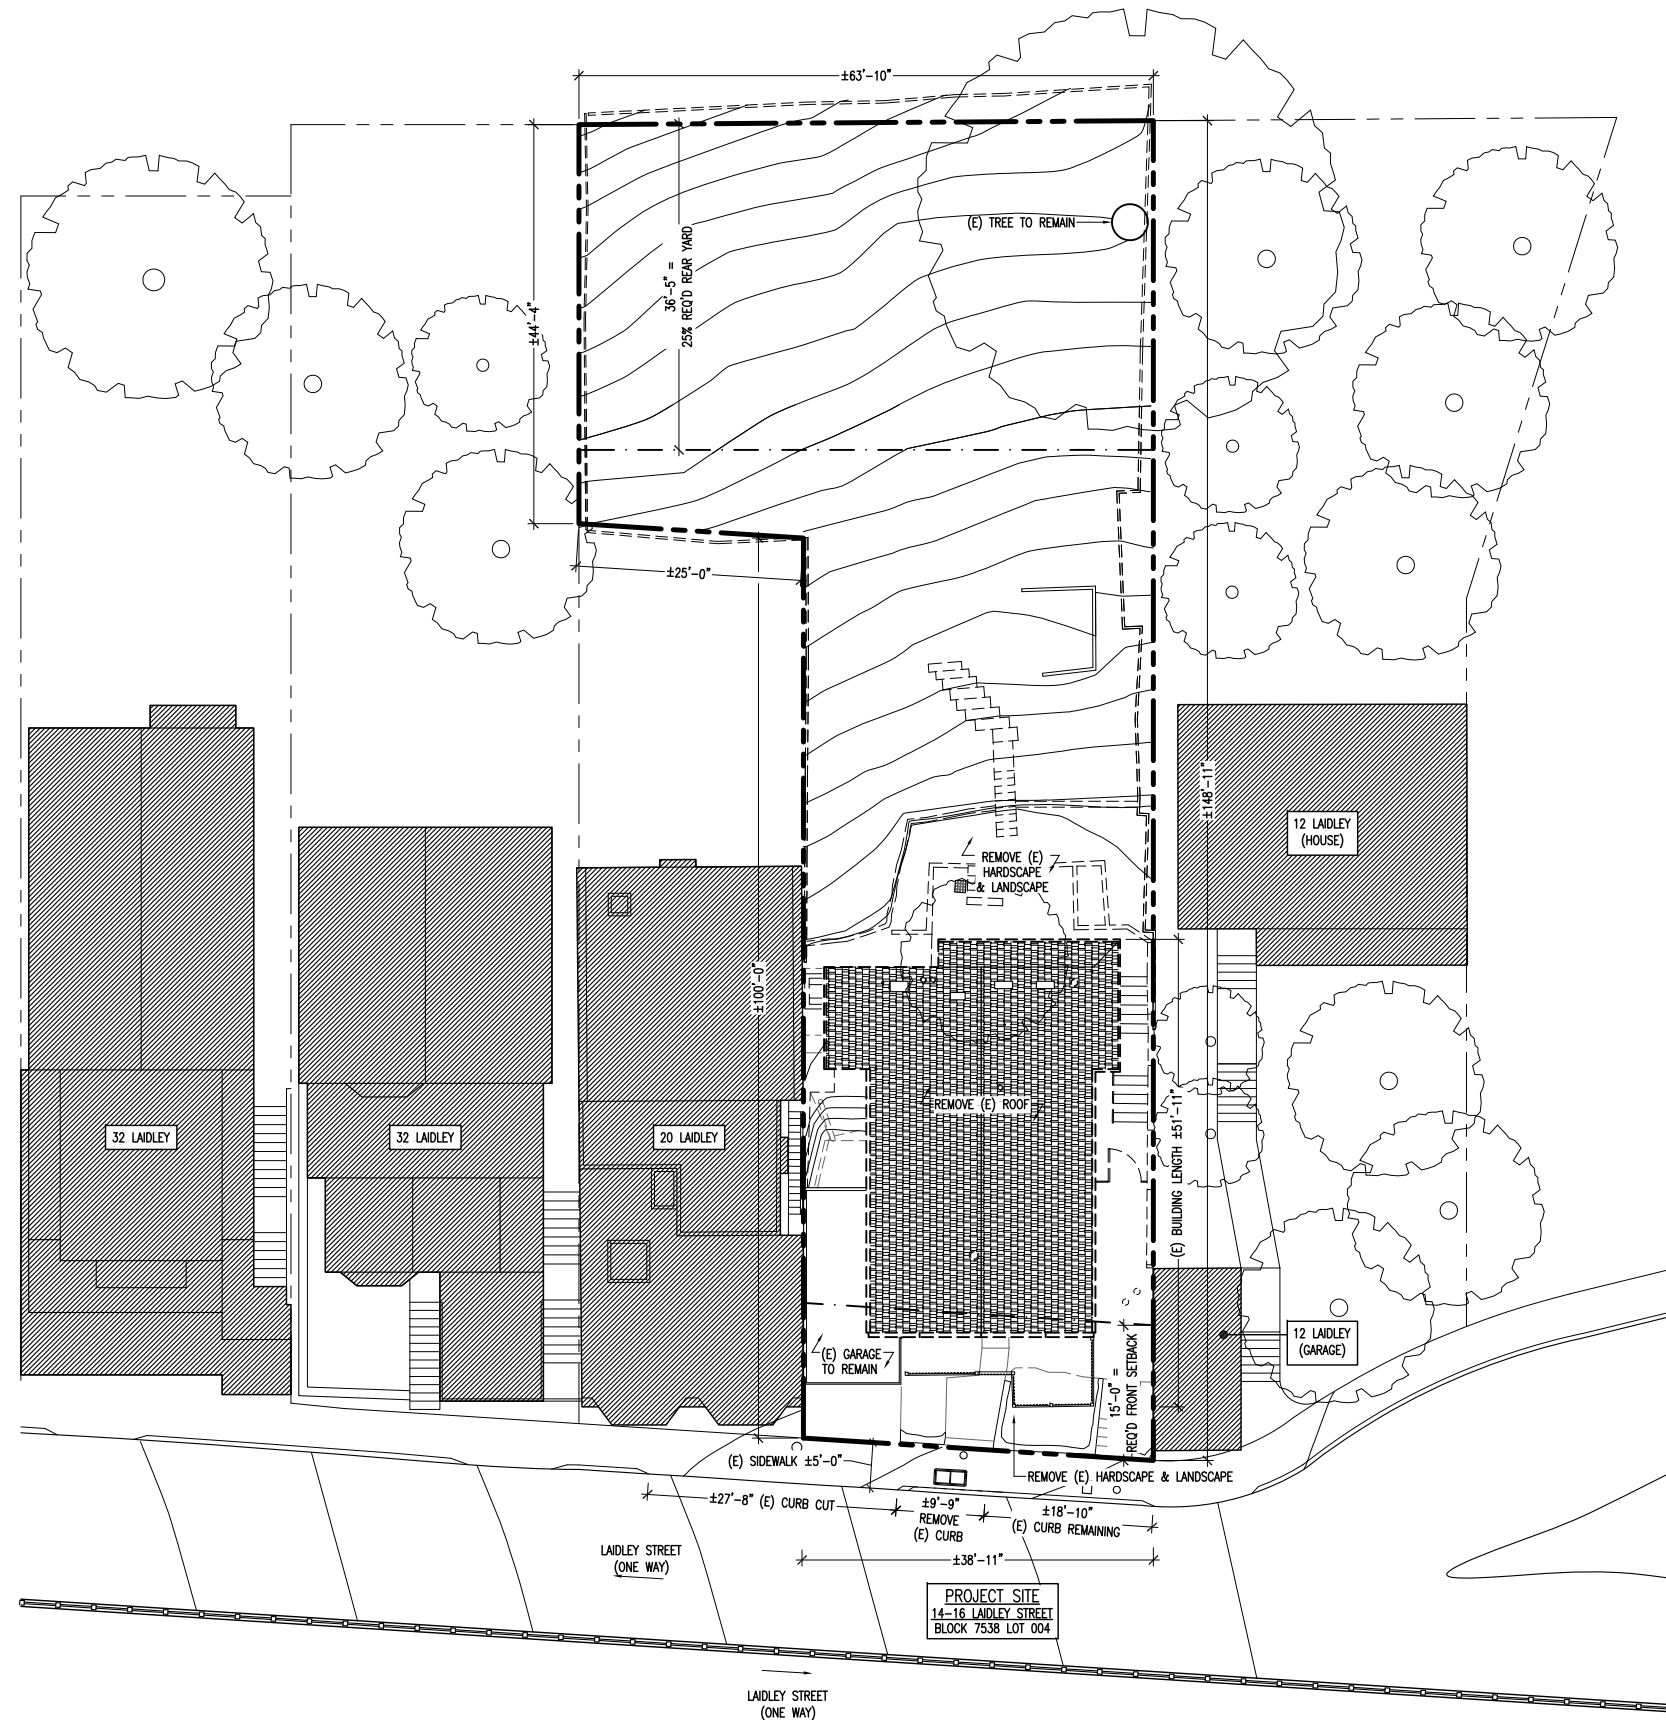 ±63'-10"
(E) TREE TO REMAIN
±44'-4"
36'-5" =
25% REQ'D REAR YARD
±25'-0"
±148'-11"
12 LAIDLEY
(HOUSE)
REMOVE (E)
HARDSCAPE
& LANDSCAPE
±100'-0"
REMOVE (E) ROOF
32 LAIDLEY
32 LAIDLEY
20 LAIDLEY
(E) BUILDING LENGTH ±51'-11"
(E) GARAGE
TO REMAIN
15'-0" =
REQ'D FRONT SETBACK
12 LAIDLEY
(GARAGE)
(E) SIDEWALK ±5'-0"
REMOVE (E) HARDSCAPE & LANDSCAPE
±27'-8" (E) CURB CUT
±9'-9"
REMOVE
(E) CURB
±18'-10"
(E) CURB REMAINING
±38'-11"
LAIDLEY STREET
(ONE WAY)
PROJECT SITE
14-16 LAIDLEY STREET
BLOCK 7538 LOT 004
LAIDLEY STREET
(ONE WAY)